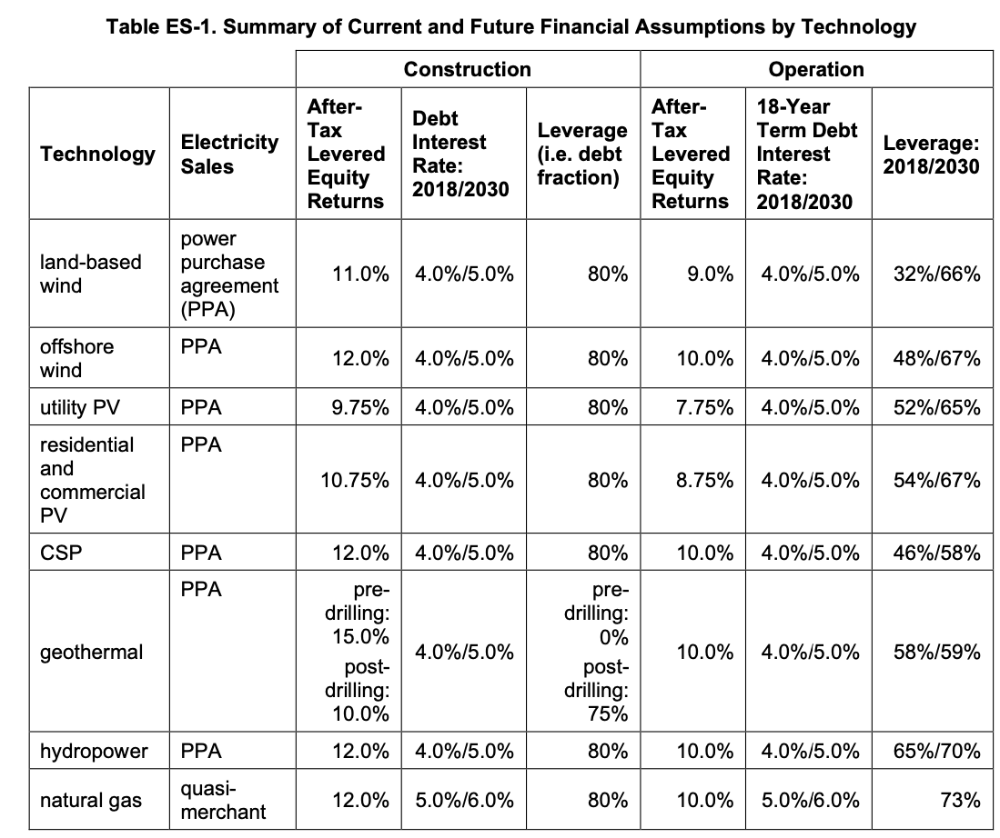 Table ES-1. Summary of Current and Future Financial Assumptions by Technology
Construction
Operation
Technology
Electricity
Sales
After-
Tax
Levered
Equity
Returns
Debt
Interest
Rate:
2018/2030
Leverage
(i.e. debt
fraction)
After-
Tax
Levered
Equity
Returns
18-Year
Term Debt
Interest
Rate:
2018/2030
Leverage:
2018/2030
land-based
wind
power
purchase
agreement
(PPA)
11.0%
4.0%/5.0%
80%
9.0%
4.0%/5.0%
32%/66%
offshore
wind
PPA
12.0%
4.0%/5.0%
80%
10.0%
4.0%/5.0%
48%/67%
utility PV
PPA
9.75%
4.0%/5.0%
80%
7.75%
4.0%/5.0%
52%/65%
residential
and
commercial
PV
PPA
10.75%
4.0%/5.0%
80%
8.75%
4.0%/5.0%
54%/67%
CSP
PPA
12.0%
4.0%/5.0%
80%
10.0%
4.0%/5.0%
46%/58%
geothermal
PPA
pre-
drilling:
15.0%
post-
drilling:
10.0%
4.0%/5.0%
pre-
drilling:
0%
post-
drilling:
75%
10.0%
4.0%/5.0%
58%/59%
hydropower
PPA
12.0%
4.0%/5.0%
80%
10.0%
4.0%/5.0%
65%/70%
natural gas
quasi-
merchant
12.0%
5.0%/6.0%
80%
10.0%
5.0%/6.0%
73%